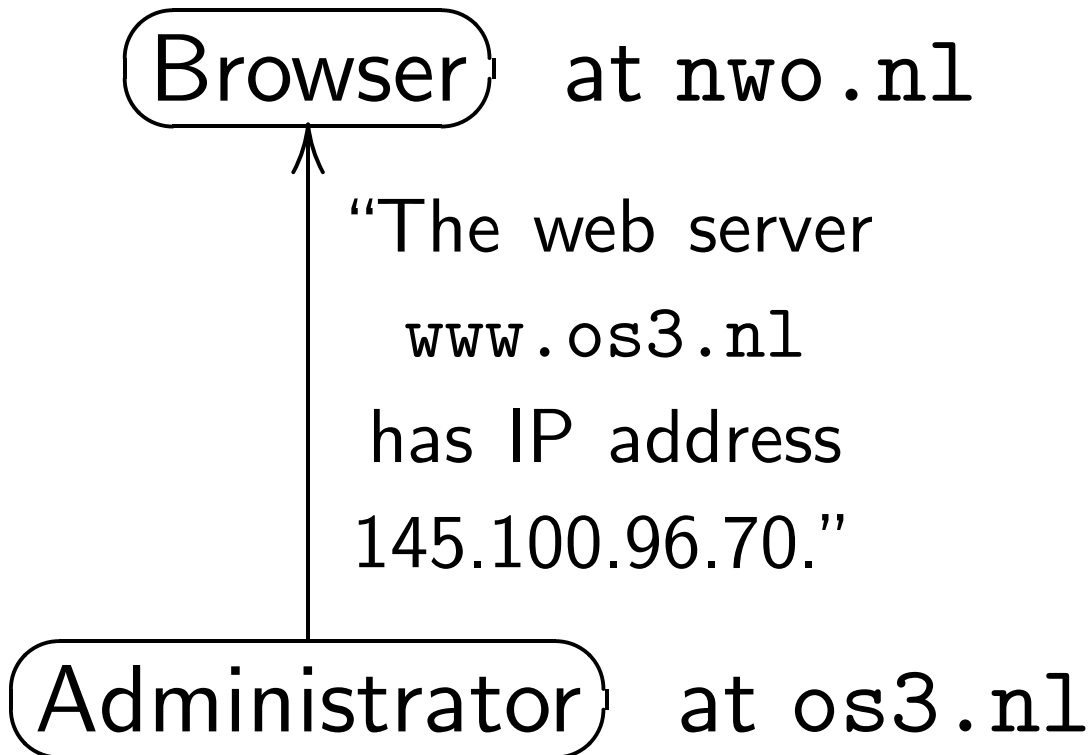 Browser at nwo.nl
“The web server
www.os3.nl
has IP address
145.100.96.70.”
Administrator at os3.nl